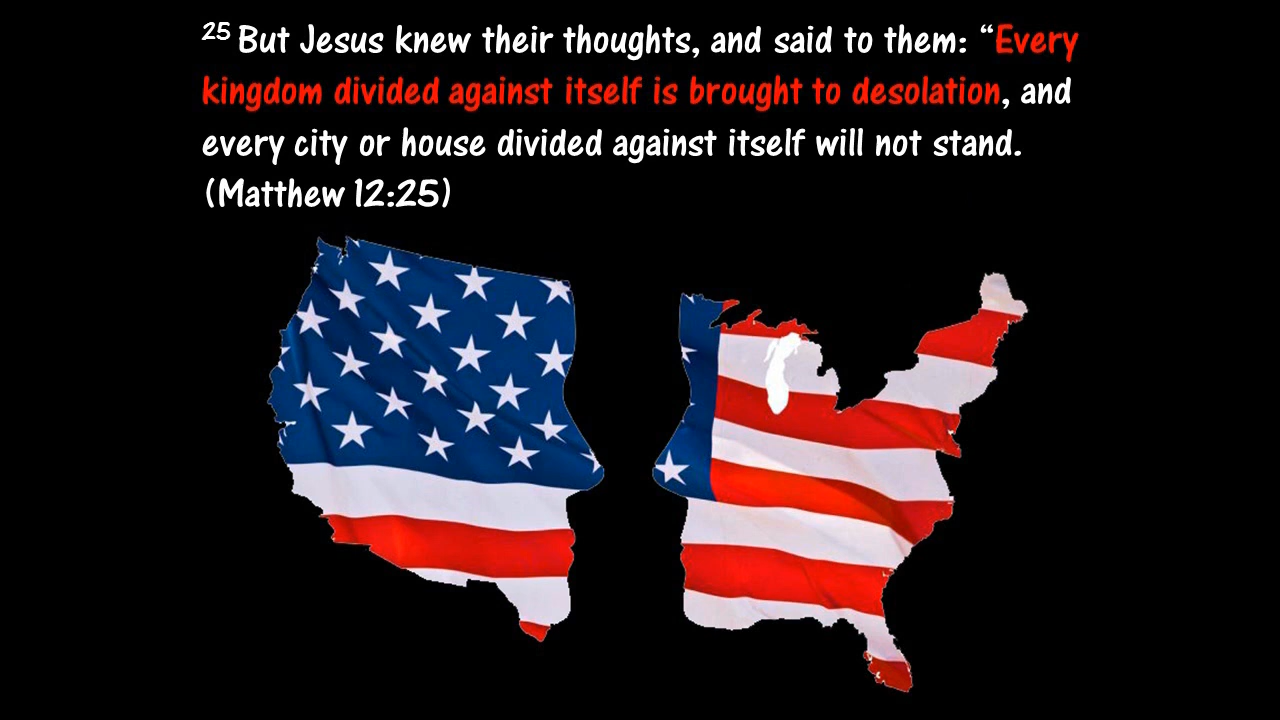 25 But Jesus knew their thoughts, and said to them: “Every
kingdom divided against itself is brought to desolation, and
every city or house divided against itself will not stand.
(Matthew 12:25)